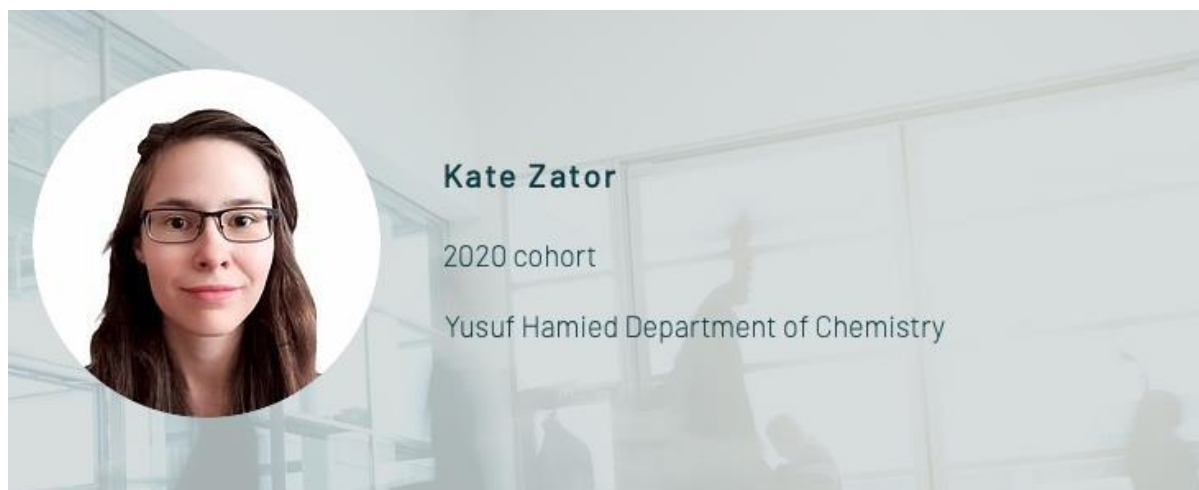 Kate Zator
2020 cohort
Yusuf Hamied Department of Chemistry